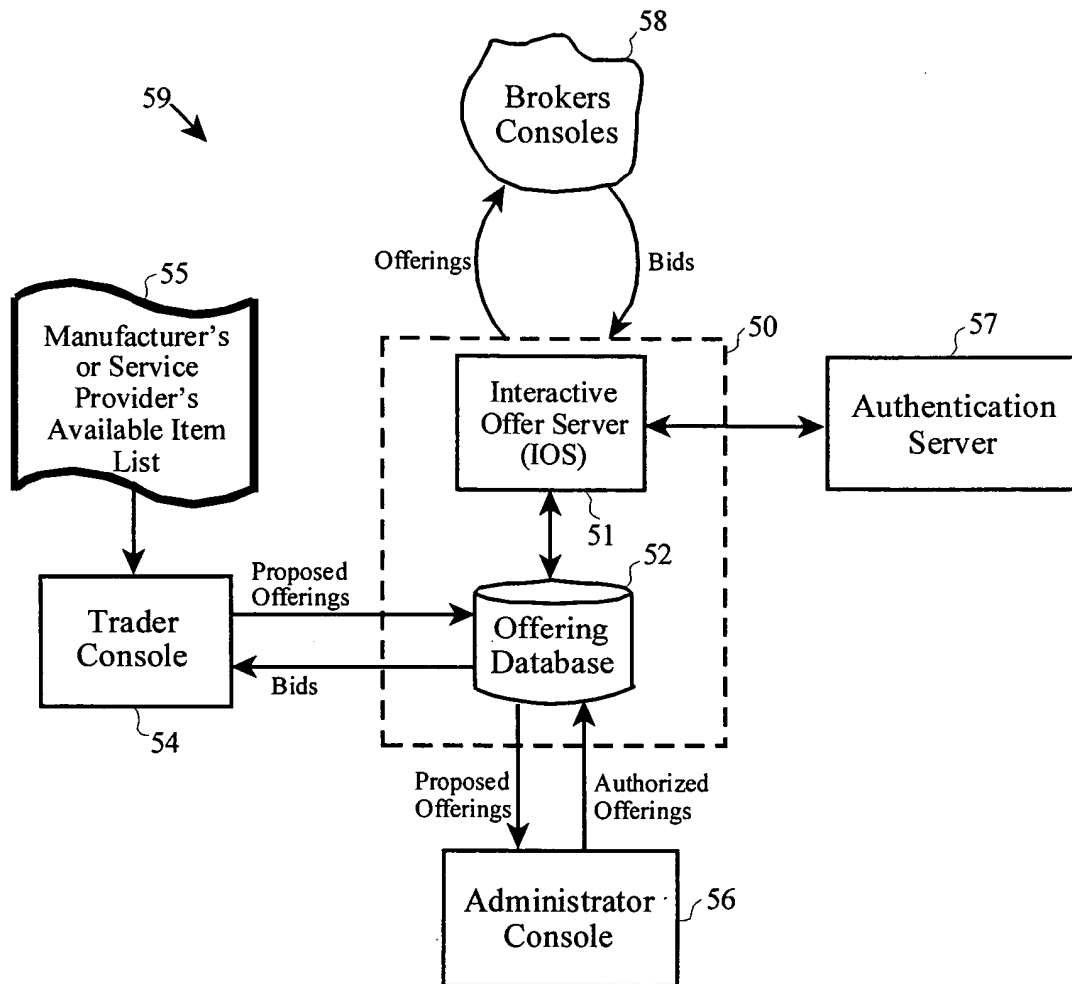 58
Brokers
Consoles
59
Offerings
Bids
55
Manufacturer's
or Service
Provider's
Available Item
List
50
57
Interactive
Offer Server
(IOS)
Authentication
Server
51
52
Proposed
Offerings
Trader
Console
Offering
Database
Bids
54
Proposed
Offerings
Authorized
Offerings
Administrator
Console
56